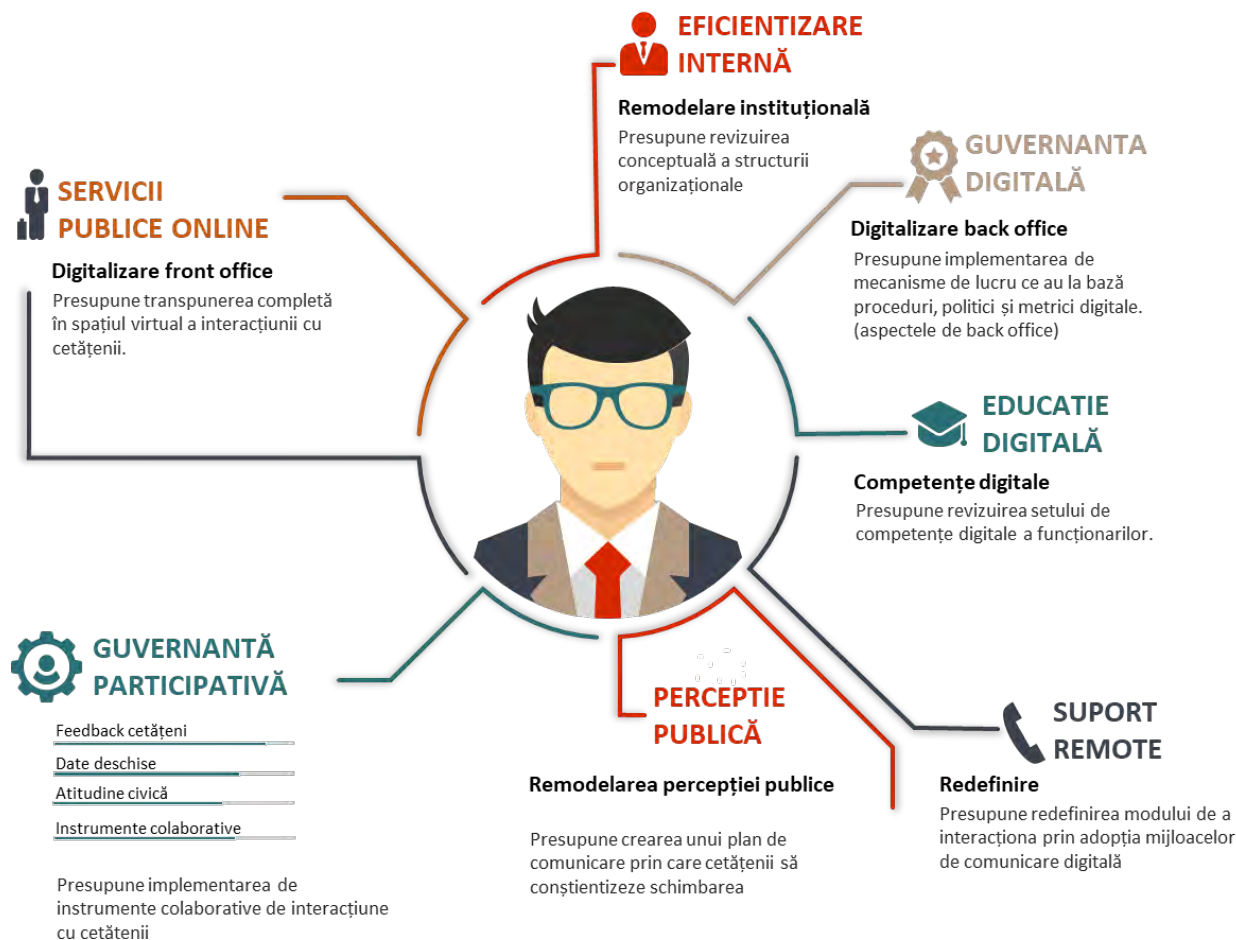 EFICIENTIZARE
INTERNĂ
Remodelare instituțională
Presupune revizuirea
conceptuală a structurii
organizaționale
GUVERNANTA
DIGITALĂ
Digitalizare back office
Presupune implementarea de
mecanisme de lucru ce au la bază
proceduri, politici și metrici digitale.
(aspectele de back office)
SERVICII
PUBLICE ONLINE
Digitalizare front office
Presupune transpunerea completă
în spațiul virtual a interacțiunii cu
cetățenii.
EDUCATIE
DIGITALĂ
Competențe digitale
Presupune revizuirea setului de
competențe digitale a funcționarilor.
GUVERNANTĂ
PARTICIPATIVĂ
Feedback cetățeni
Date deschise
Atitudine civică
Instrumente colaborative
Presupune implementarea de
instrumente colaborative de interacțiune
cu cetătenii
PERCEPTIE
PUBLICĂ
Remodelarea percepției publice
Presupune crearea unui plan de
comunicare prin care cetățenii să
conștientizeze schimbarea
SUPORT
REMOTE
Redefinire
Presupune redefinirea modului de a
interacționa prin adopția mijloacelor
de comunicare digitală